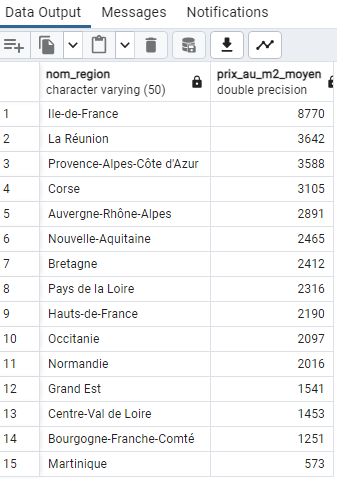 Data Output Messages Notifications
nom_region prix_au_m2_moyen
character varying (50) double precision
1 Ile-de-France 8770
2 La Réunion 3642
3 Provence-Alpes-Côte d'Azur 3588
4 Corse 3105
5 Auvergne-Rhône-Alpes 2891
6 Nouvelle-Aquitaine 2465
7 Bretagne 2412
8 Pays de la Loire 2316
9 Hauts-de-France 2190
10 Occitanie 2097
11 Normandie 2016
12 Grand Est 1541
13 Centre-Val de Loire 1453
14 Bourgogne-Franche-Comté 1251
15 Martinique 573